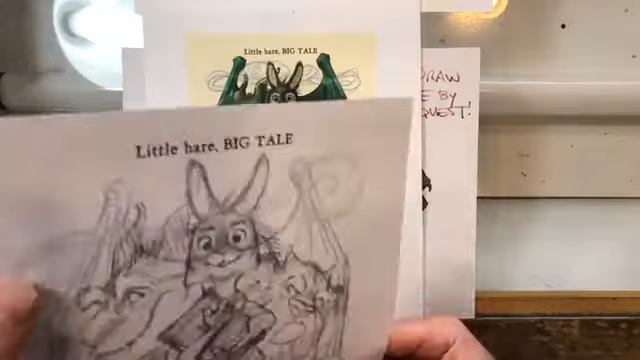 Little hare, BIG TALE
Little hare, BIG TALE
DRAW
E BY
QUEST!